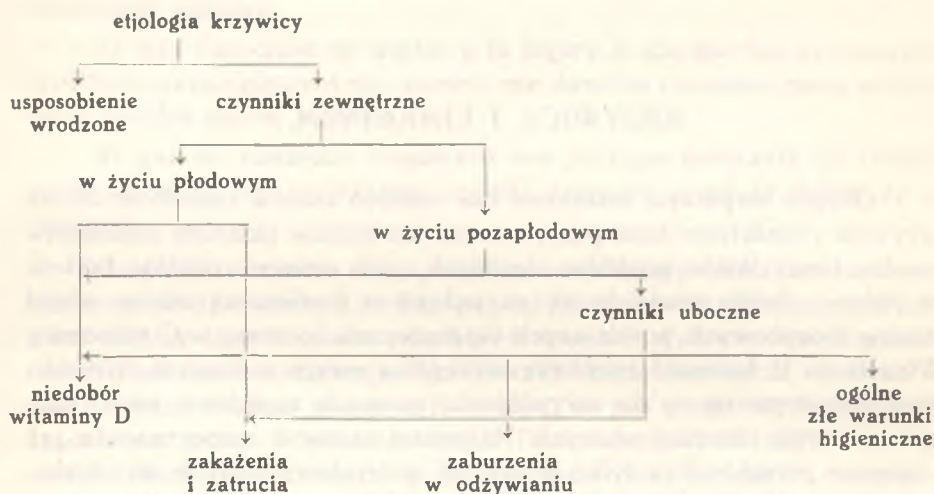 etjologia krzywicy
usposobienie
wrodzone
czynniki zewnętrzne
w życiu płodowym
w życiu pozapłodowym
czynniki uboczne
niedobór
witaminy D
ogólne
złe warunki
higieniczne
zakażenia
i zatrucia
zaburzenia
w odżywianiu